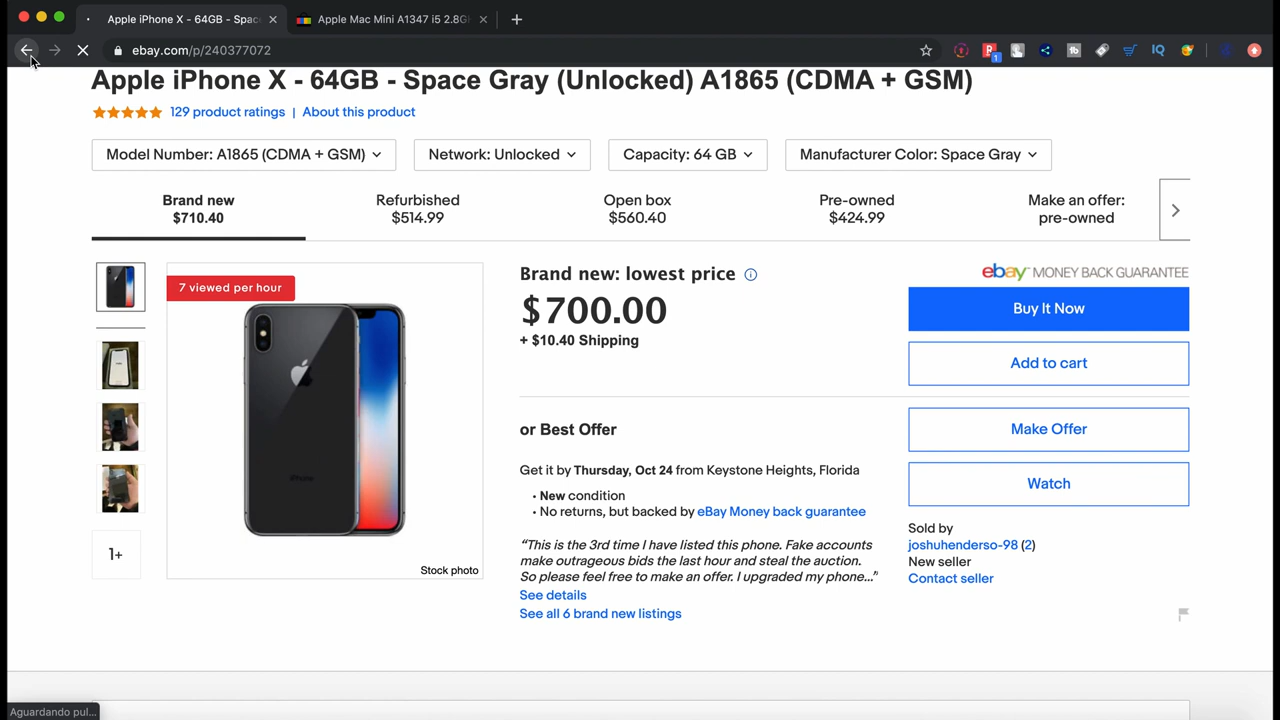 Apple iPhone X - 64GB - Spac
Apple Mac Mini A1347 i5 2.8GH
ebay.com/p/240377072
Apple iPhone X - 64GB - Space Gray (Unlocked) A1865 (CDMA + GSM)
129 product ratings | About this product
Model Number: A1865 (CDMA + GSM)
Network: Unlocked
Capacity: 64 GB
Manufacturer Color: Space Gray
Brand new
$710.40
Refurbished
$514.99
Open box
$560.40
Pre-owned
$424.99
Make an offer:
pre-owned
7 viewed per hour
iPhone
Stock photo
1+
Brand new: lowest price
$700.00
+ $10.40 Shipping
or Best Offer
Get it by Thursday, Oct 24 from Keystone Heights, Florida
• New condition
• No returns, but backed by eBay Money back guarantee
“This is the 3rd time I have listed this phone. Fake accounts
make outrageous bids the last hour and steal the auction.
So please feel free to make an offer. I upgraded my phone...”
See details
See all 6 brand new listings
ebay MONEY BACK GUARANTEE
Buy It Now
Add to cart
Make Offer
Watch
Sold by
joshuhenderso-98 (2)
New seller
Contact seller
Aguardando pul...